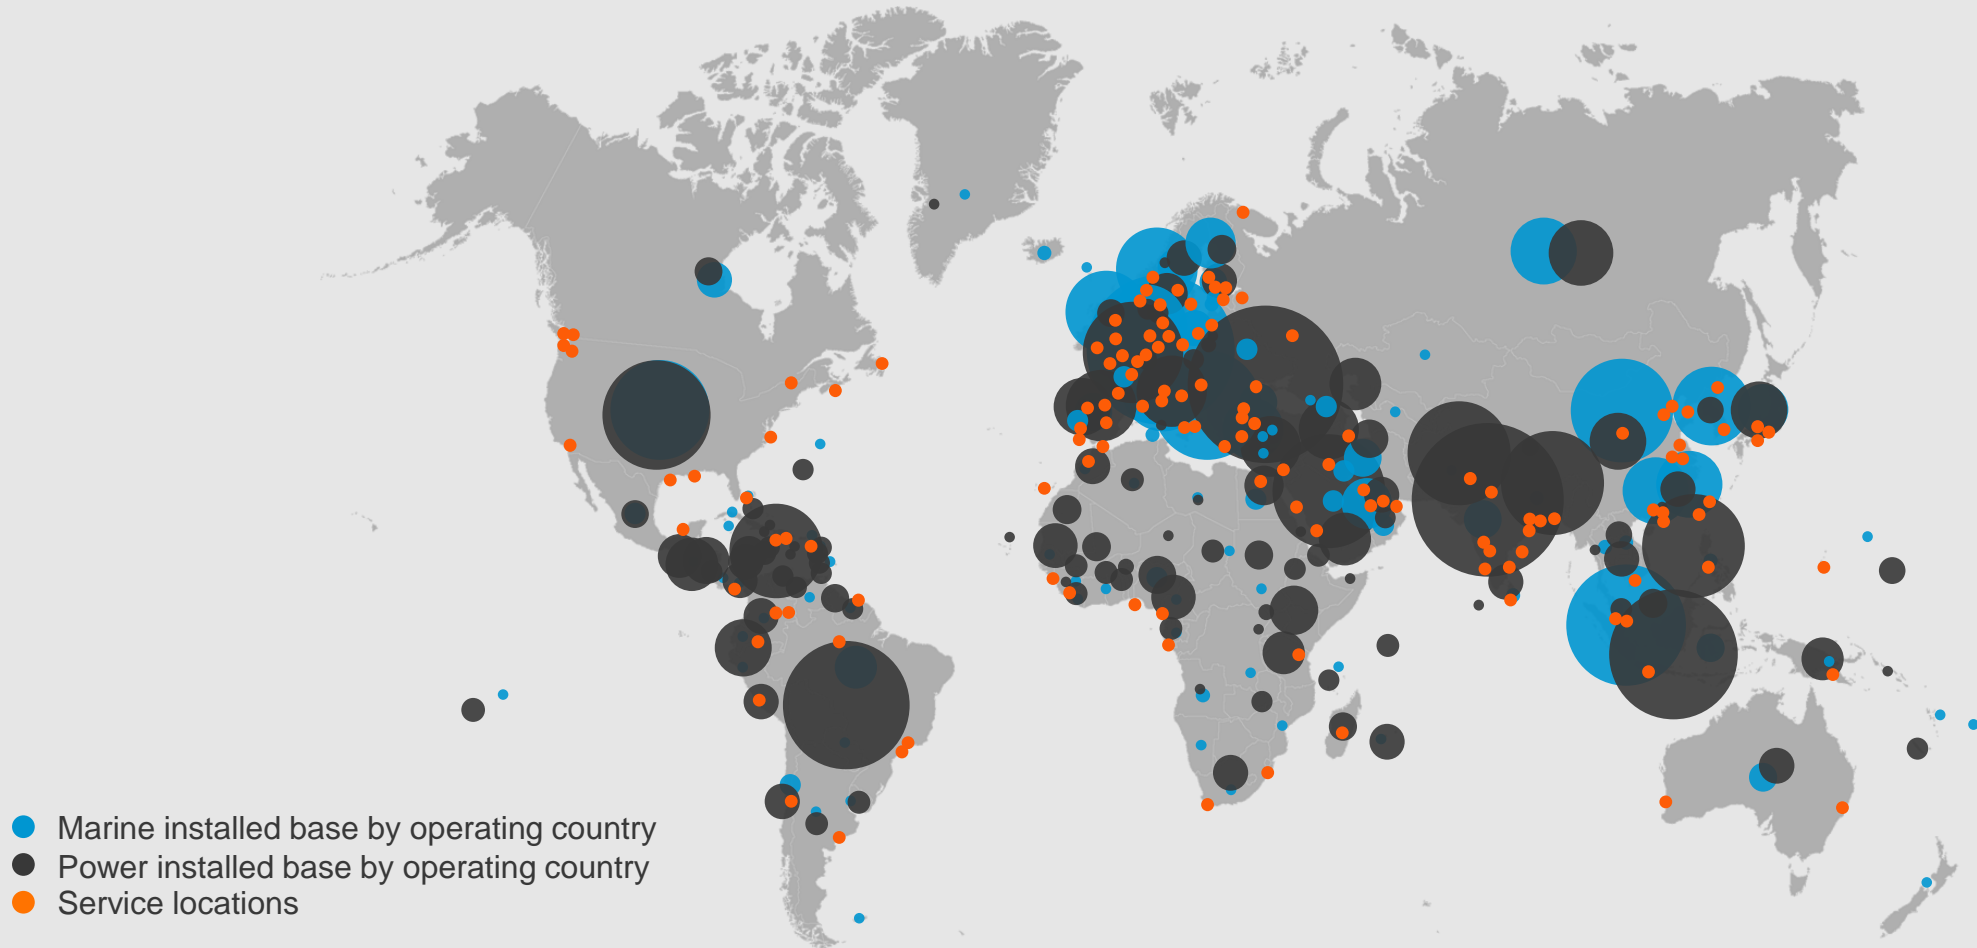 Marine installed base by operating country
Power installed base by operating country
Service locations